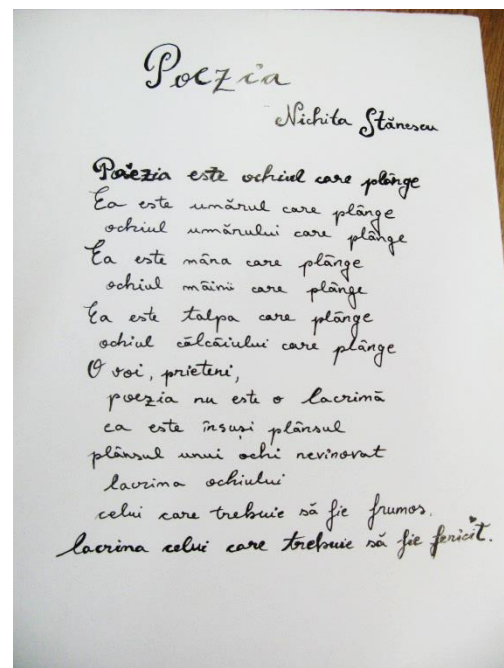 Poezia
Nichita Stănescu
Poezia este ochiul care plânge
Ea este umărul care plânge
ochiul umărului care plânge
Ea este mâna care plânge
ochiul mâinii care plânge
Ea este talpa care plânge
ochiul călcâiului care plânge
O voi, prieteni,
poezia nu este o lacrimă
ea este însuși plânsul
plânsul unui ochi nevinovat
lacrima ochiului
celui care trebuie să fie frumos.
lacrima celui care trebuie să fie fericit.